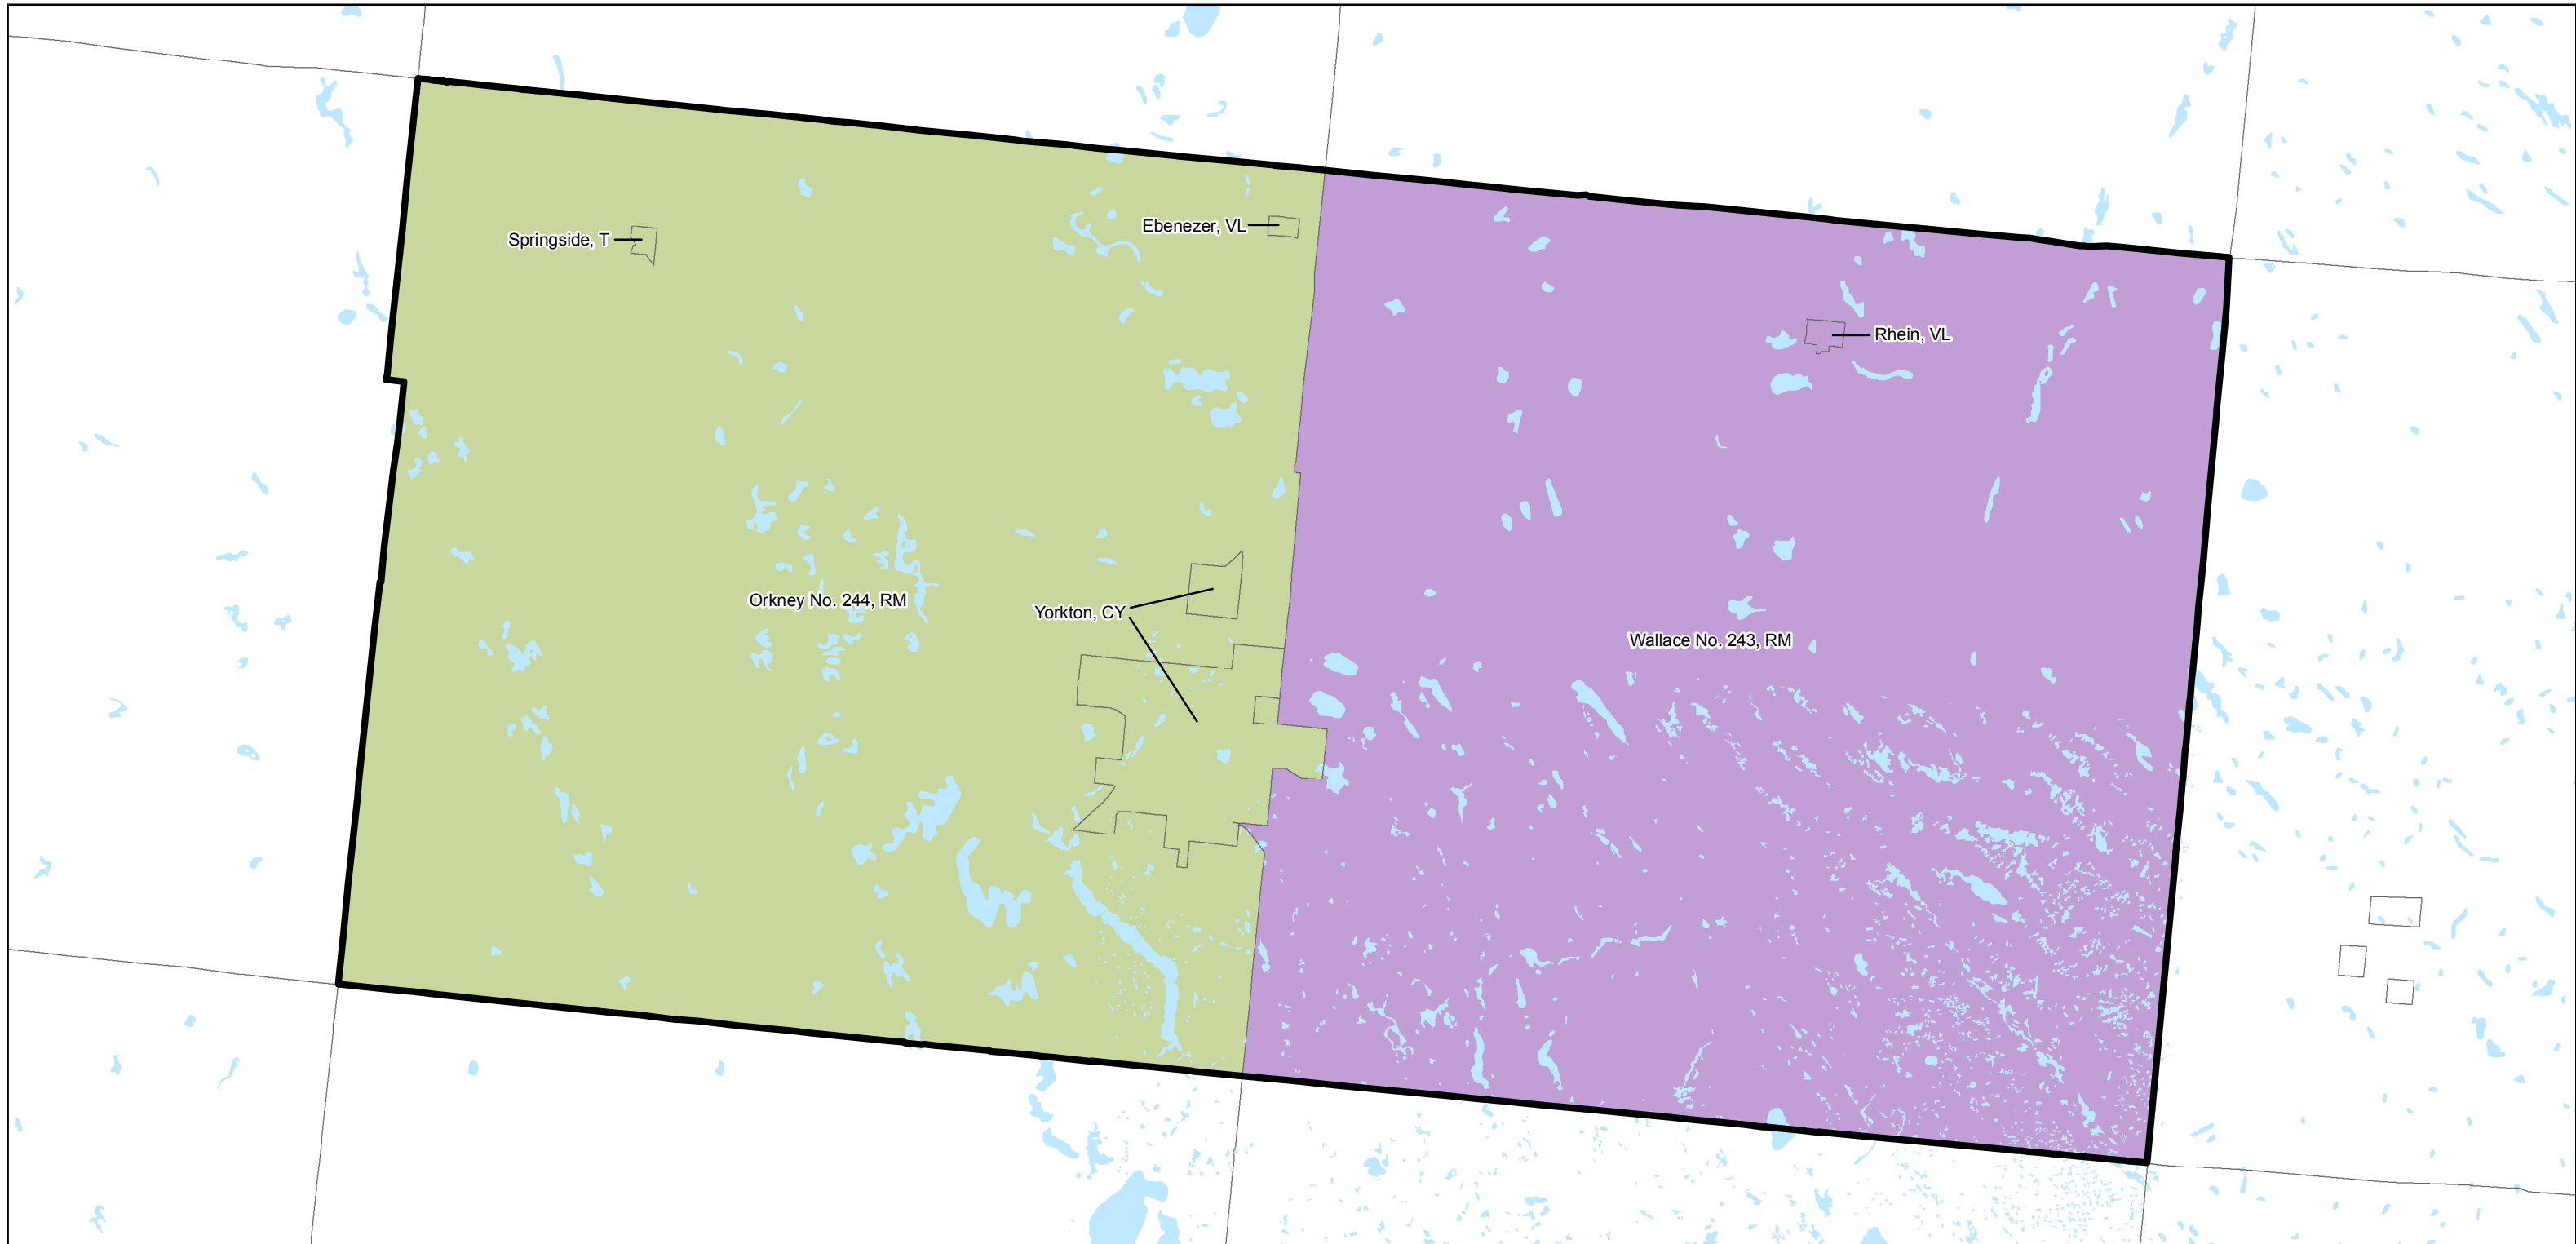 Springside, T
Ebenezer, VL
Rhein, VL
Orkney No. 244, RM
Yorkton, CY
Wallace No. 243, RM